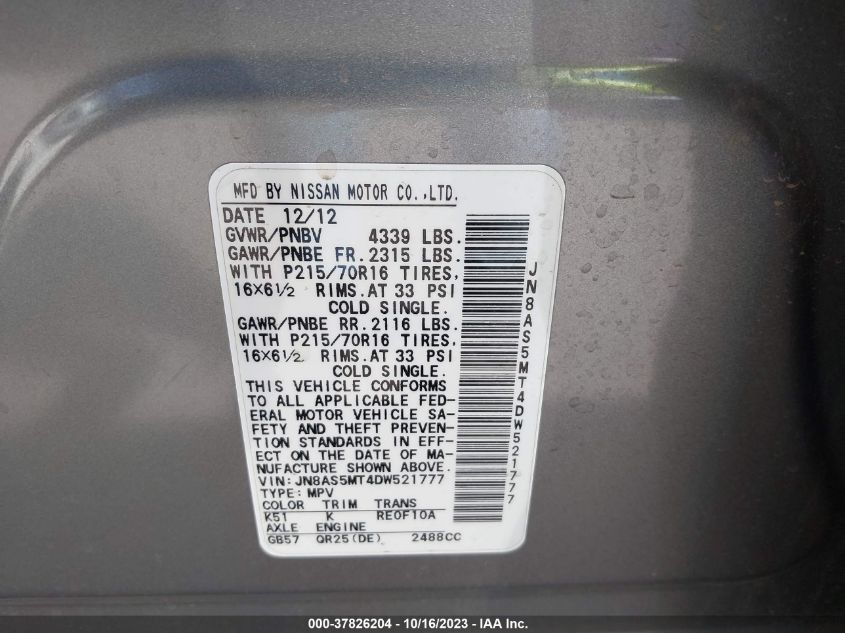 MFD BY NISSAN MOTOR CO.,LTD.
DATE 12/12
GVWR/PNBV 4339 LBS.
GAWR/PNBE FR. 2315 LBS.
WITH P215/70R16 TIRES.
16X6½ RIMS. AT 33 PSI
COLD SINGLE.
GAWR/PNBE RR. 2116 LBS.
WITH P215/70R16 TIRES.
16X6½ RIMS. AT 33 PSI
COLD SINGLE.
THIS VEHICLE CONFORMS
TO ALL APPLICABLE FED-
ERAL MOTOR VEHICLE SA-
FETY AND THEFT PREVEN-
TION STANDARDS IN EFF-
ECT ON THE DATE OF MA-
NUFACTURE SHOWN ABOVE.
VIN: JN8AS5MT4DW521777
TYPE: MPV
COLOR TRIM TRANS
K51 K RE0F10A
AXLE ENGINE
GB57 QR25(DE) 2488CC
JN8AS5MT4DW521777
000-37826204 - 10/16/2023 - IAA Inc.